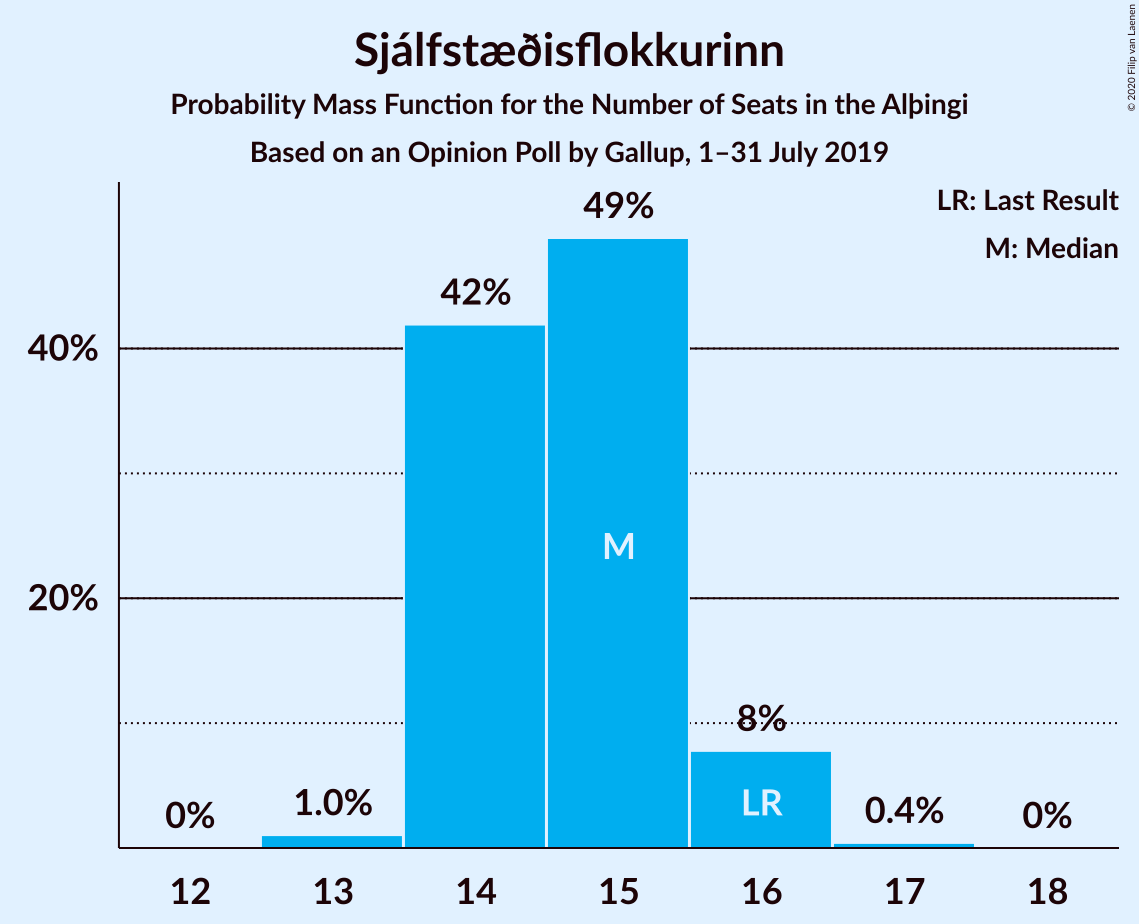 Sjálfstæðisflokkurinn
Probability Mass Function for the Number of Seats in the Alþingi
Based on an Opinion Poll by Gallup, 1–31 July 2019
© 2020 Filip van Laenen
LR: Last Result
M: Median
49%
42%
40%
M
20%
8%
LR
1.0%
0.4%
0%
0%
12 13 14 15 16 17 18